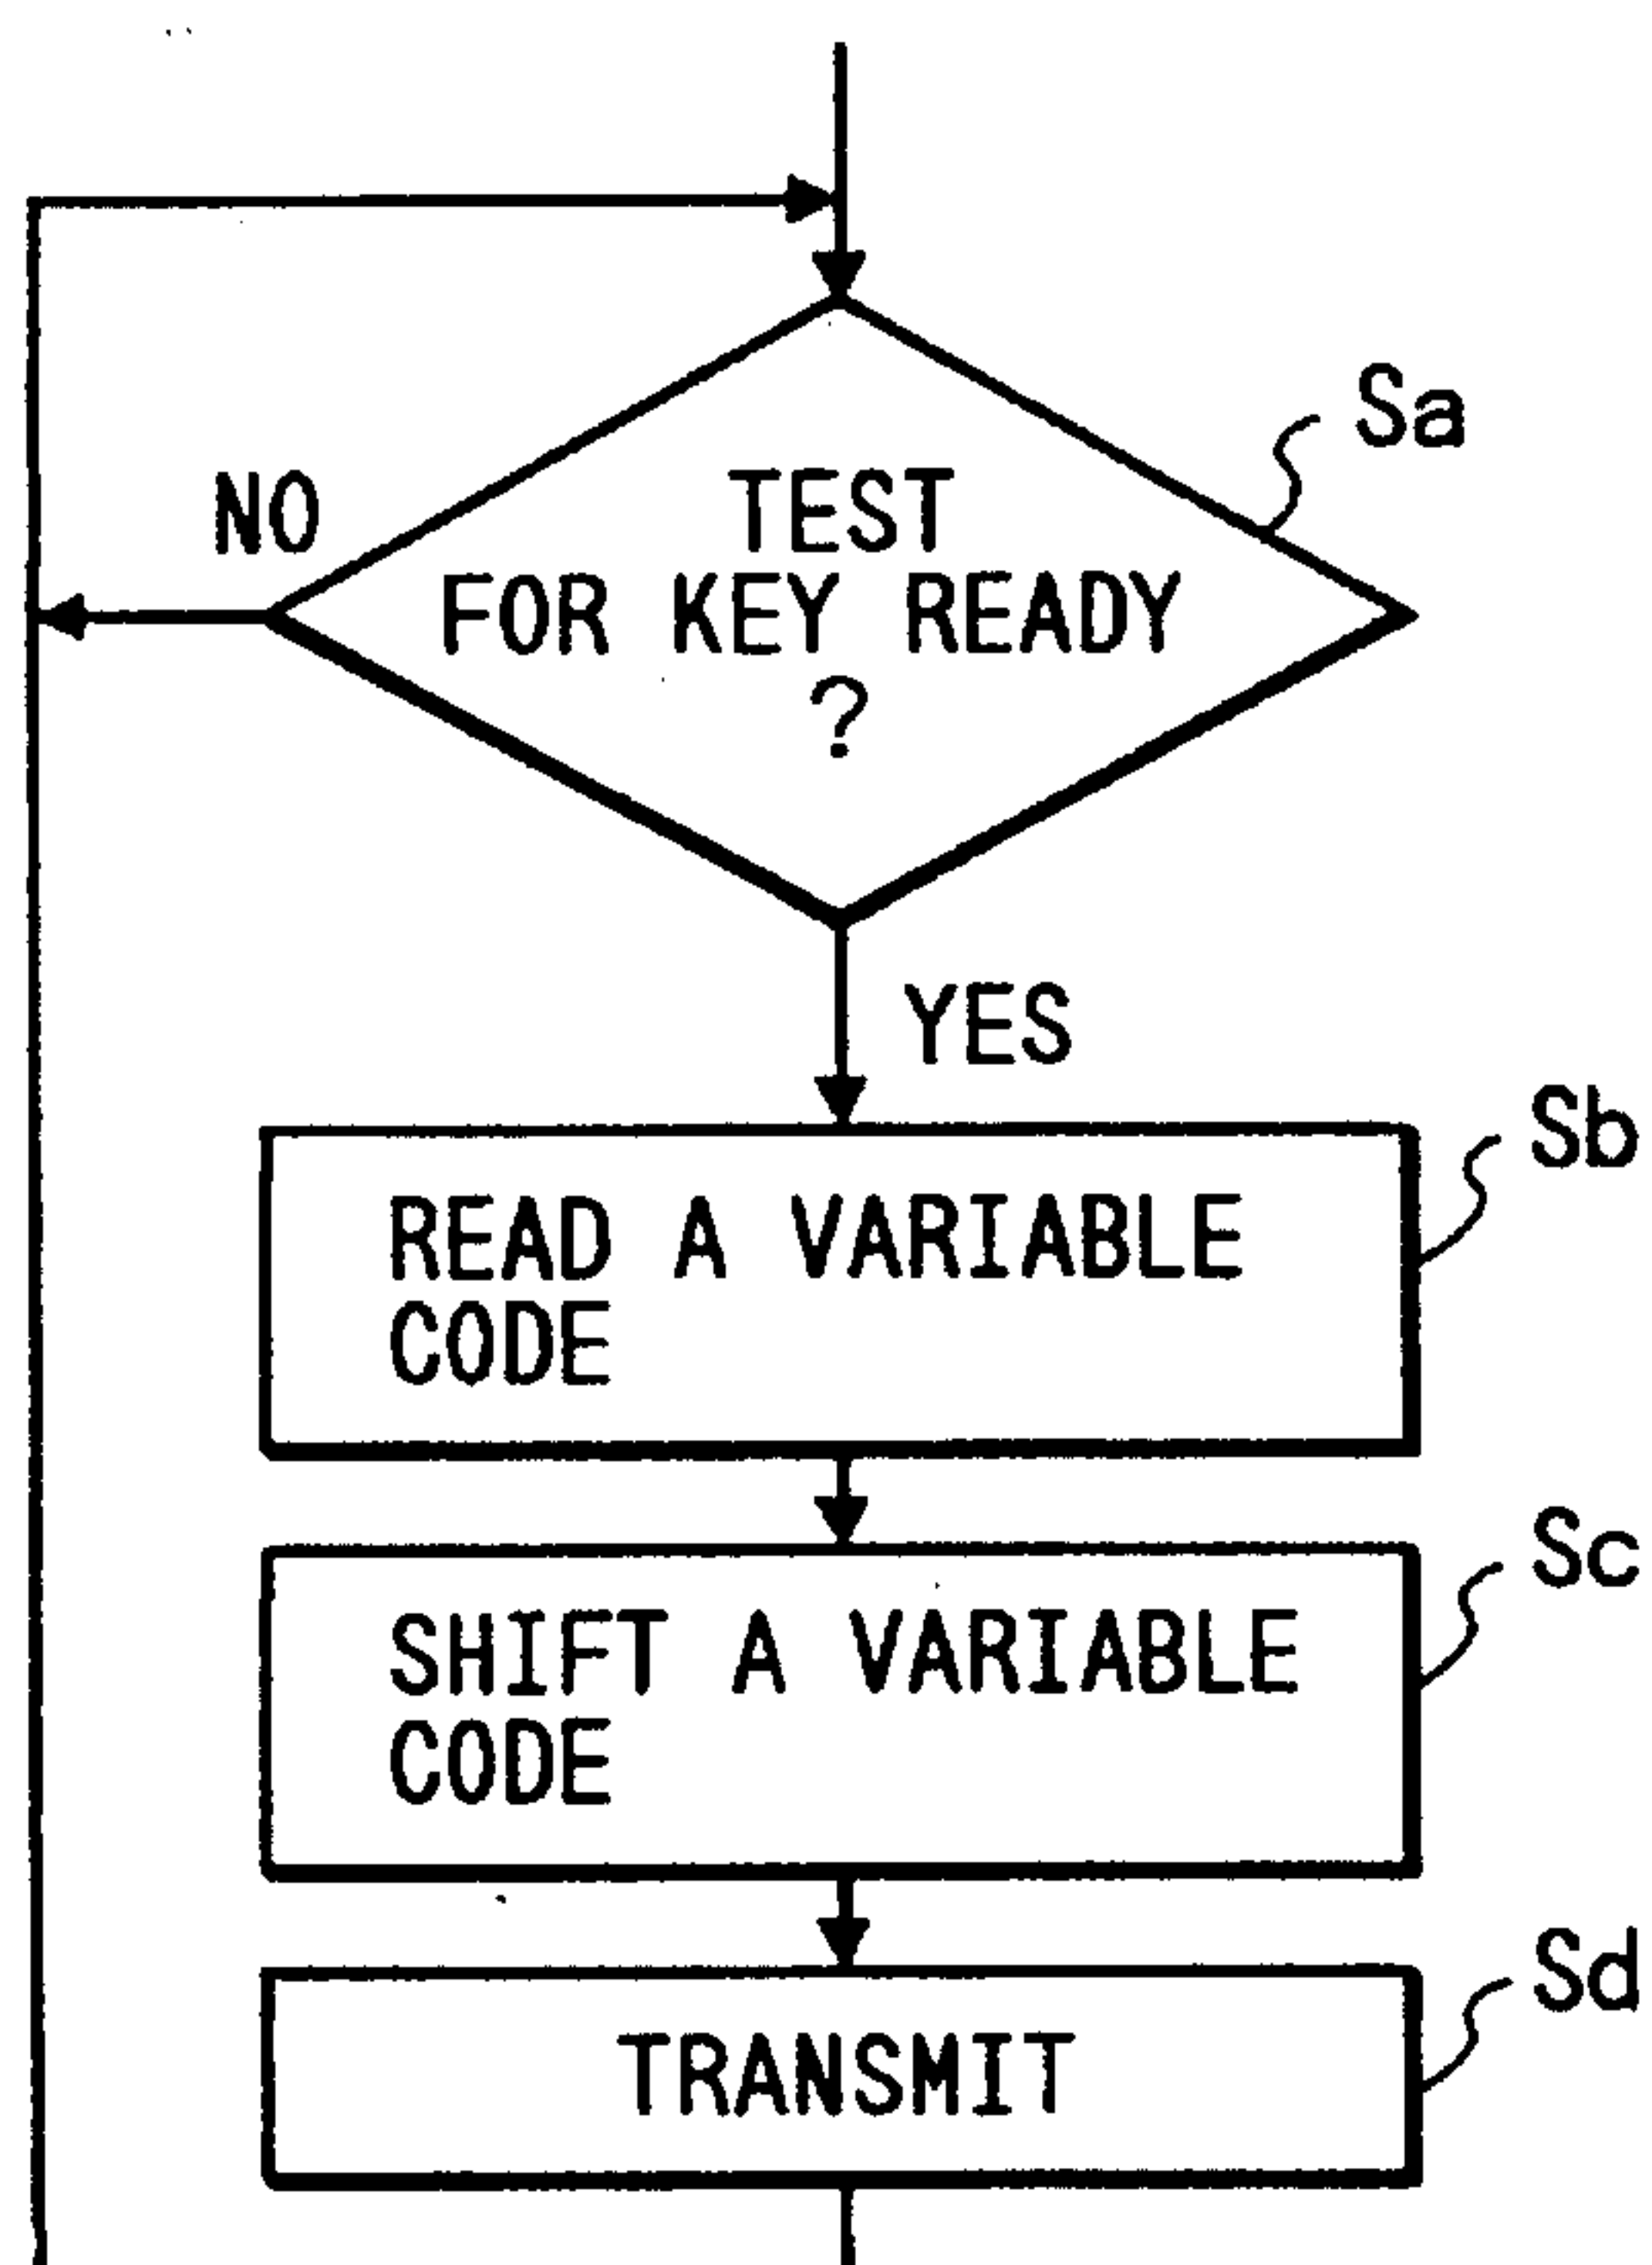 Sa
NO
TEST
FOR KEY READY
?
YES
Sb
READ A VARIABLE
CODE
Sc
SHIFT A VARIABLE
CODE
Sd
TRANSMIT